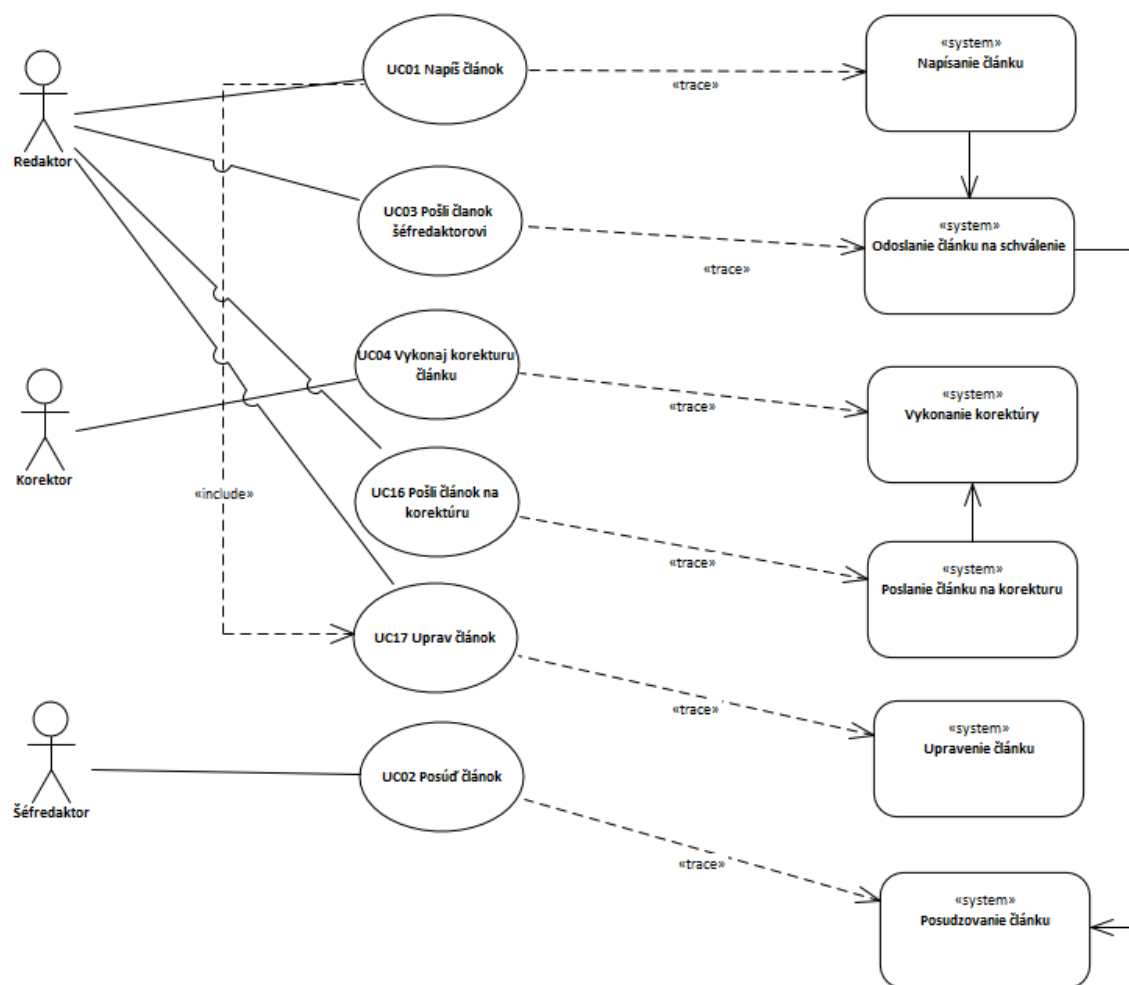 «system»
UC01 Napíš článok
Napísanie článku
«trace»
Redaktor
UC03 Pošli članok
šéfredaktorovi
«system»
Odoslanie článku na schválenie
«trace»
UC04 Vykonaj korekturu
článku
«system»
Vykonanie korektúry
«trace»
Korektor
«include»
UC16 Pošli článok na
korektúru
«system»
Poslanie článku na korekturu
«trace»
UC17 Uprav článok
«trace»
«system»
Upravenie článku
UC02 Posúď článok
Šéfredaktor
«trace»
«system»
Posudzovanie článku